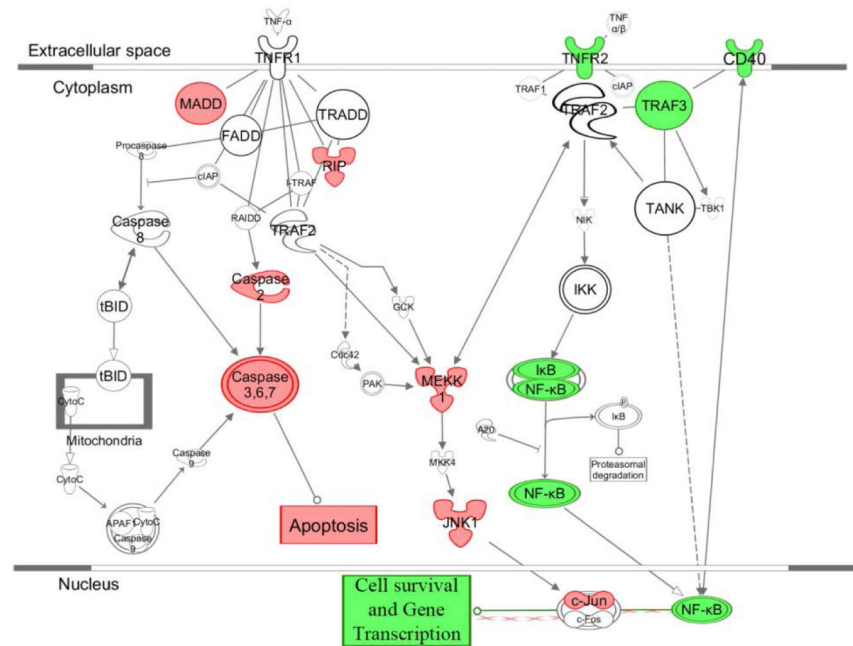 TNF-α
TNF
α/β
Extracellular space
TNFR1
TNFR2
CD40
Cytoplasm
MADD
TRAF1
cIAP
TRAF2
TRAF3
FADD
TRADD
Procaspase
8
RIP
cIAP
I-TRAF
TANK
TBK1
RAIDD
TRAF2
NIK
Caspase
8
Caspase
2
IKK
tBID
GCK
Cdc42
tBID
Caspase
3,6,7
PAK
MEKK
1
IκB
NF-κB
CytoC
P
IκB
Mitochondria
A20
Caspase
9
MKK4
Proteasomal
degradation
CytoC
NF-κB
APAF1
CytoC
Caspase
9
Apoptosis
JNK1
Nucleus
Cell survival
and Gene
Transcription
c-Jun
c-Fos
NF-κB